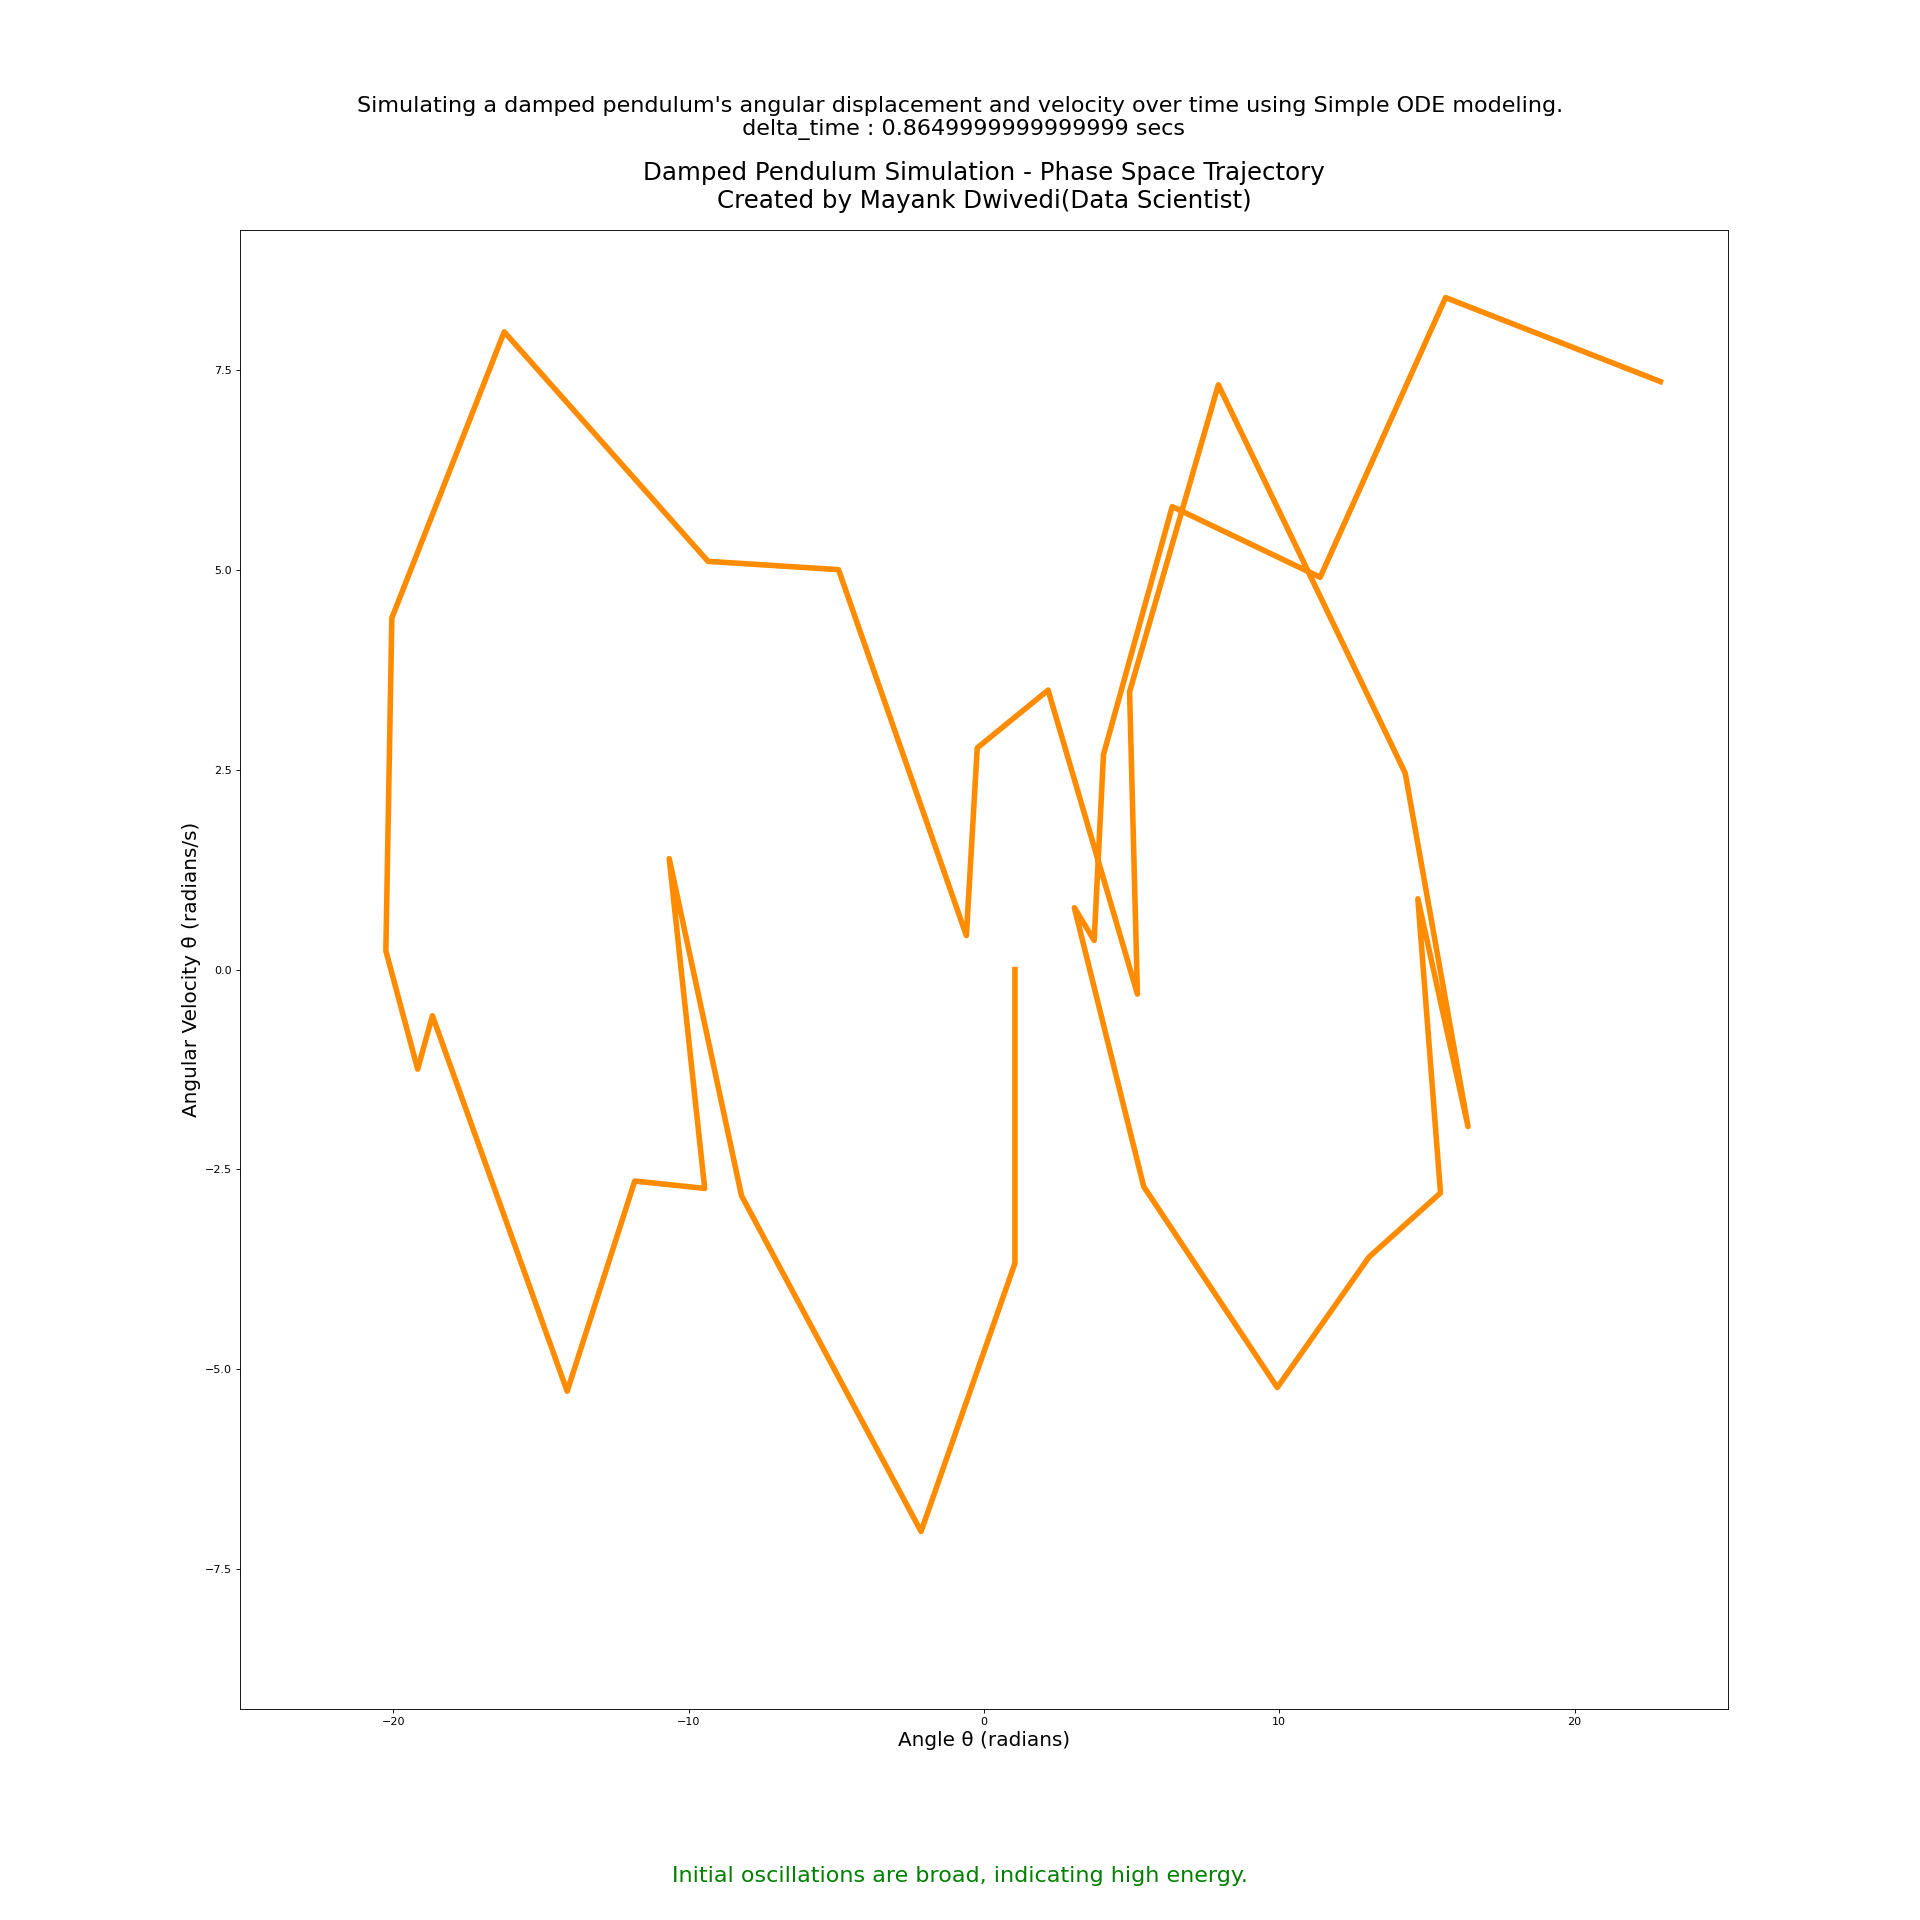 Simulating a damped pendulum's angular displacement and velocity over time using Simple ODE modeling.
delta_time : 0.8649999999999999 secs
Damped Pendulum Simulation - Phase Space Trajectory
Created by Mayank Dwivedi(Data Scientist)
Angular Velocity θ (radians/s)
7.5
5.0
2.5
0.0
−2.5
−5.0
−7.5
−20
−10
0
10
20
Angle θ (radians)
Initial oscillations are broad, indicating high energy.